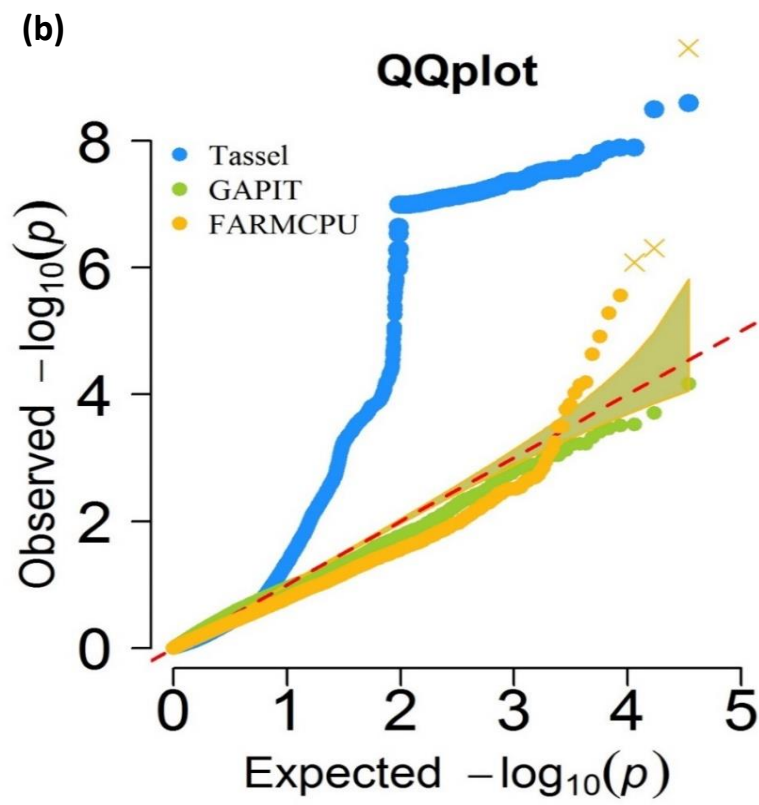 (b)
QQplot
Tassel
GAPIT
FARMCPU
Observed −log₁₀(p)
8
6
4
2
0
0 1 2 3 4 5
Expected −log₁₀(p)